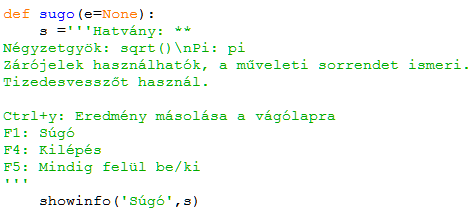 def sugo(e=None):
    s ='''Hatvány: **
Négyzetgyök: sqrt()\nPi: pi
Zárójelek használhatók, a műveleti sorrendet ismeri.
Tizedesvesszőt használ.

Ctrl+y: Eredmény másolása a vágólapra
F1: Súgó
F4: Kilépés
F5: Mindig felül be/ki
'''
    showinfo('Súgó',s)